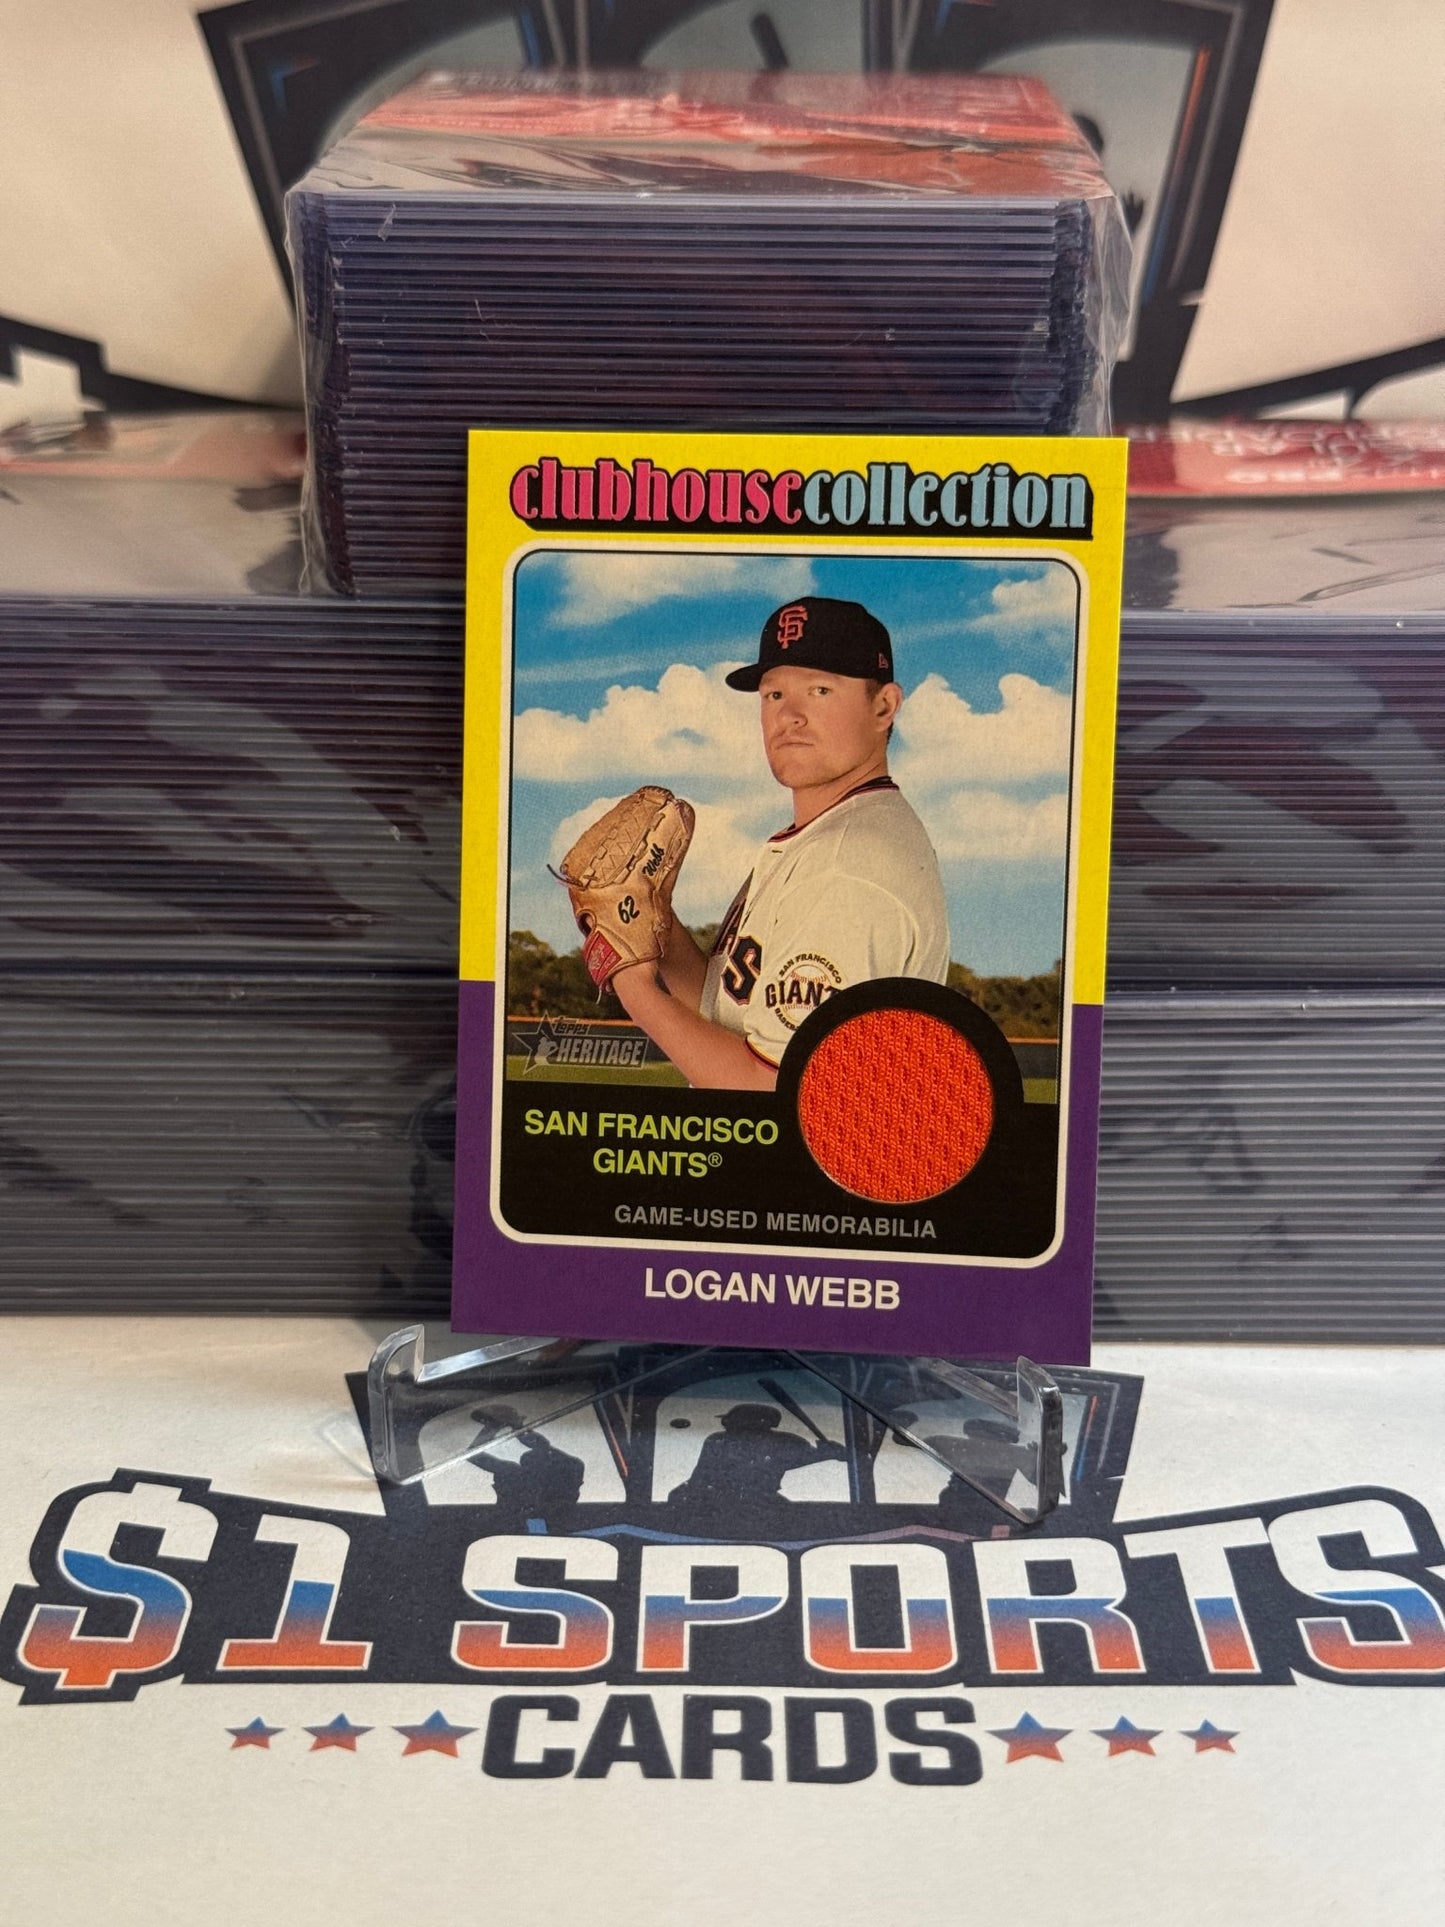 clubhousecollection
SF
Webb
62
SAN FRANCISCO
GIANTS
TOPPS
HERITAGE
SAN FRANCISCO
GIANTS®
GAME-USED MEMORABILIA
LOGAN WEBB
$1 SPORTS
CARDS